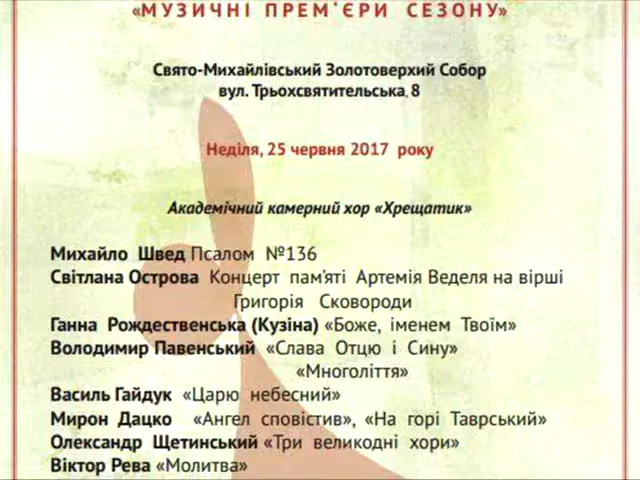 «МУЗИЧНІ ПРЕМ‘ЄРИ СЕЗОНУ»
Свято-Михайлівський Золотоверхий Собор
вул. Трьохсвятительська, 8
Неділя, 25 червня 2017 року
Академічний камерний хор «Хрещатик»
Михайло Швед Псалом №136
Світлана Острова Концерт пам’яті Артемія Веделя на вірші
Григорія Сковороди
Ганна Рождественська (Кузіна) «Боже, іменем Твоїм»
Володимир Павенський «Слава Отцю і Сину»
«Многоліття»
Василь Гайдук «Царю небесний»
Мирон Дацко «Ангел сповістив», «На горі Таврський»
Олександр Щетинський «Три великодні хори»
Віктор Рева «Молитва»